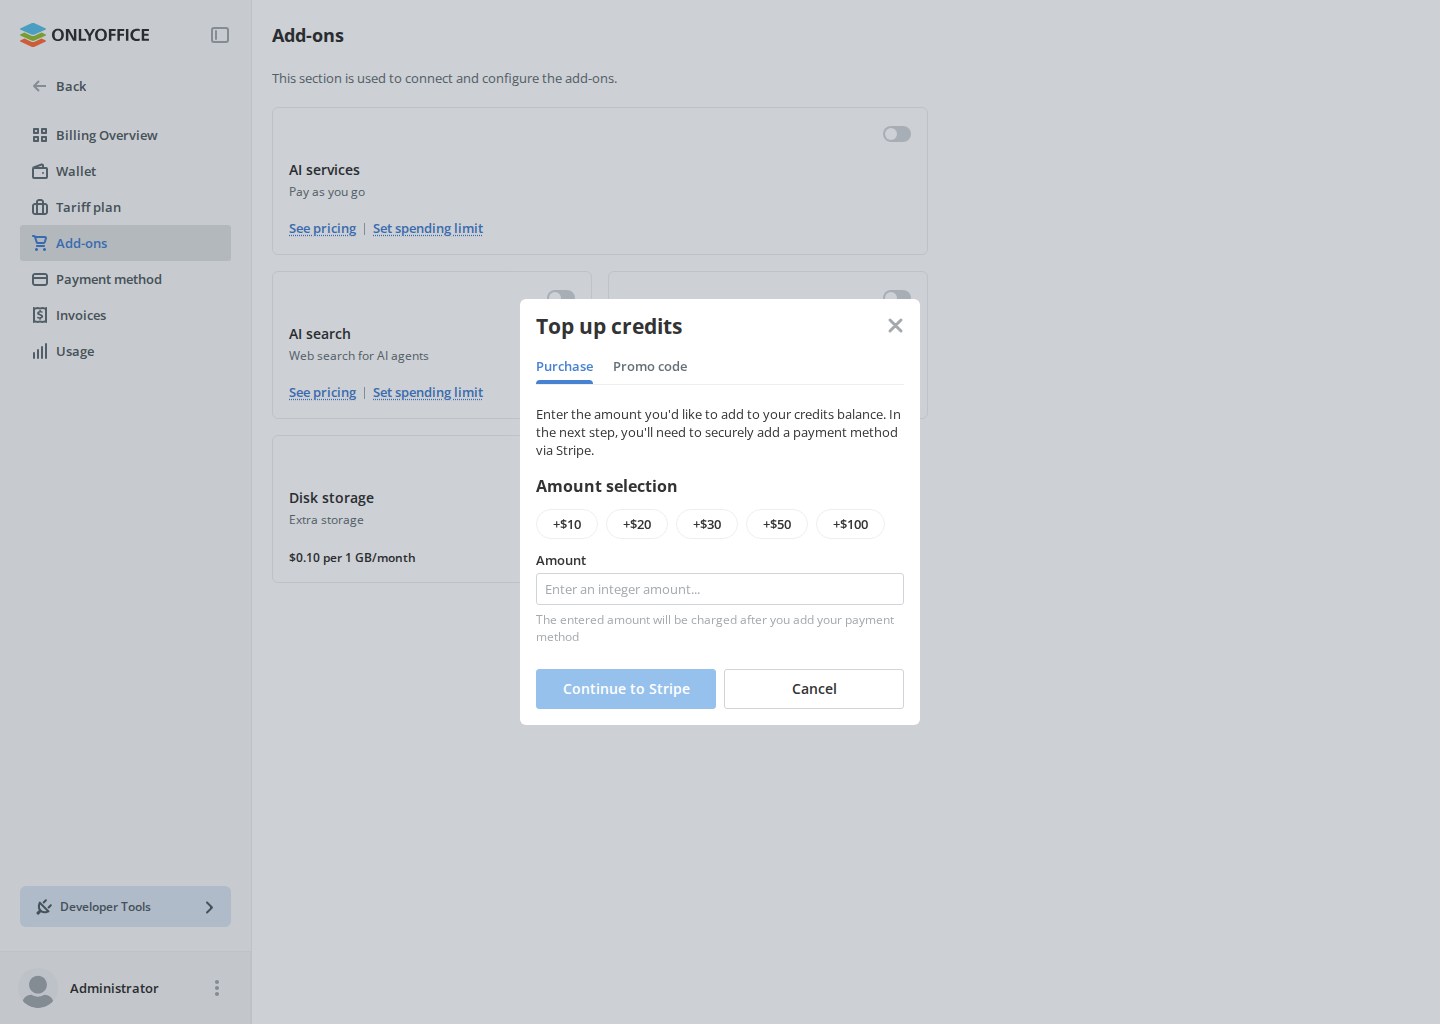 ONLYOFFICE
Back
Billing Overview
Wallet
Tariff plan
Add-ons
Payment method
Invoices
Usage
Developer Tools
Administrator
Add-ons
This section is used to connect and configure the add-ons.
AI services
Pay as you go
See pricing | Set spending limit
AI search
Web search for AI agents
See pricing | Set spending limit
Disk storage
Extra storage
$0.10 per 1 GB/month
Top up credits
Purchase Promo code
Enter the amount you'd like to add to your credits balance. In
the next step, you'll need to securely add a payment method
via Stripe.
Amount selection
+$10 +$20 +$30 +$50 +$100
Amount
Enter an integer amount...
The entered amount will be charged after you add your payment
method
Continue to Stripe Cancel